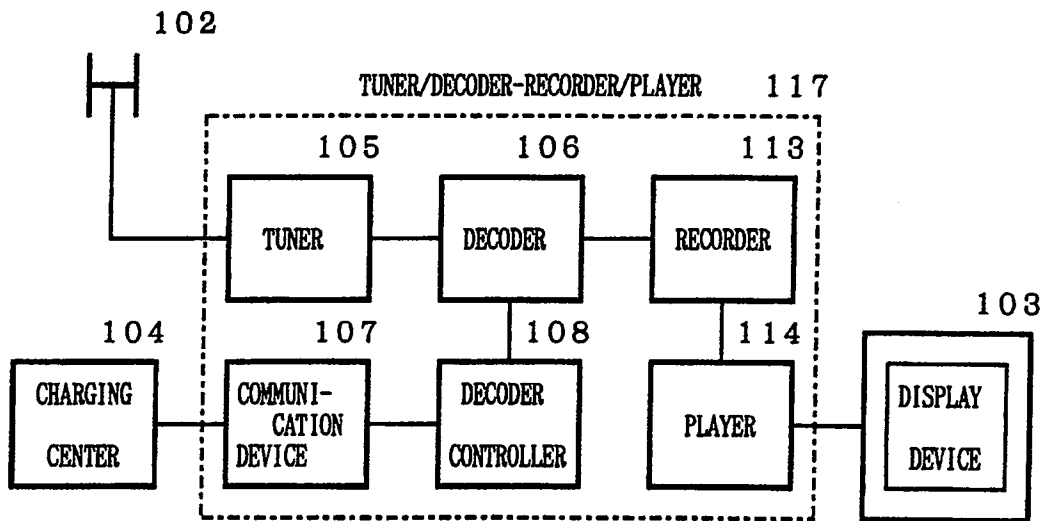 102
TUNER/DECODER-RECORDER/PLAYER 117
105 106 113
TUNER DECODER RECORDER
104 107 108 114 103
CHARGING
CENTER
COMMUNI-
CATION
DEVICE
DECODER
CONTROLLER
PLAYER
DISPLAY
DEVICE